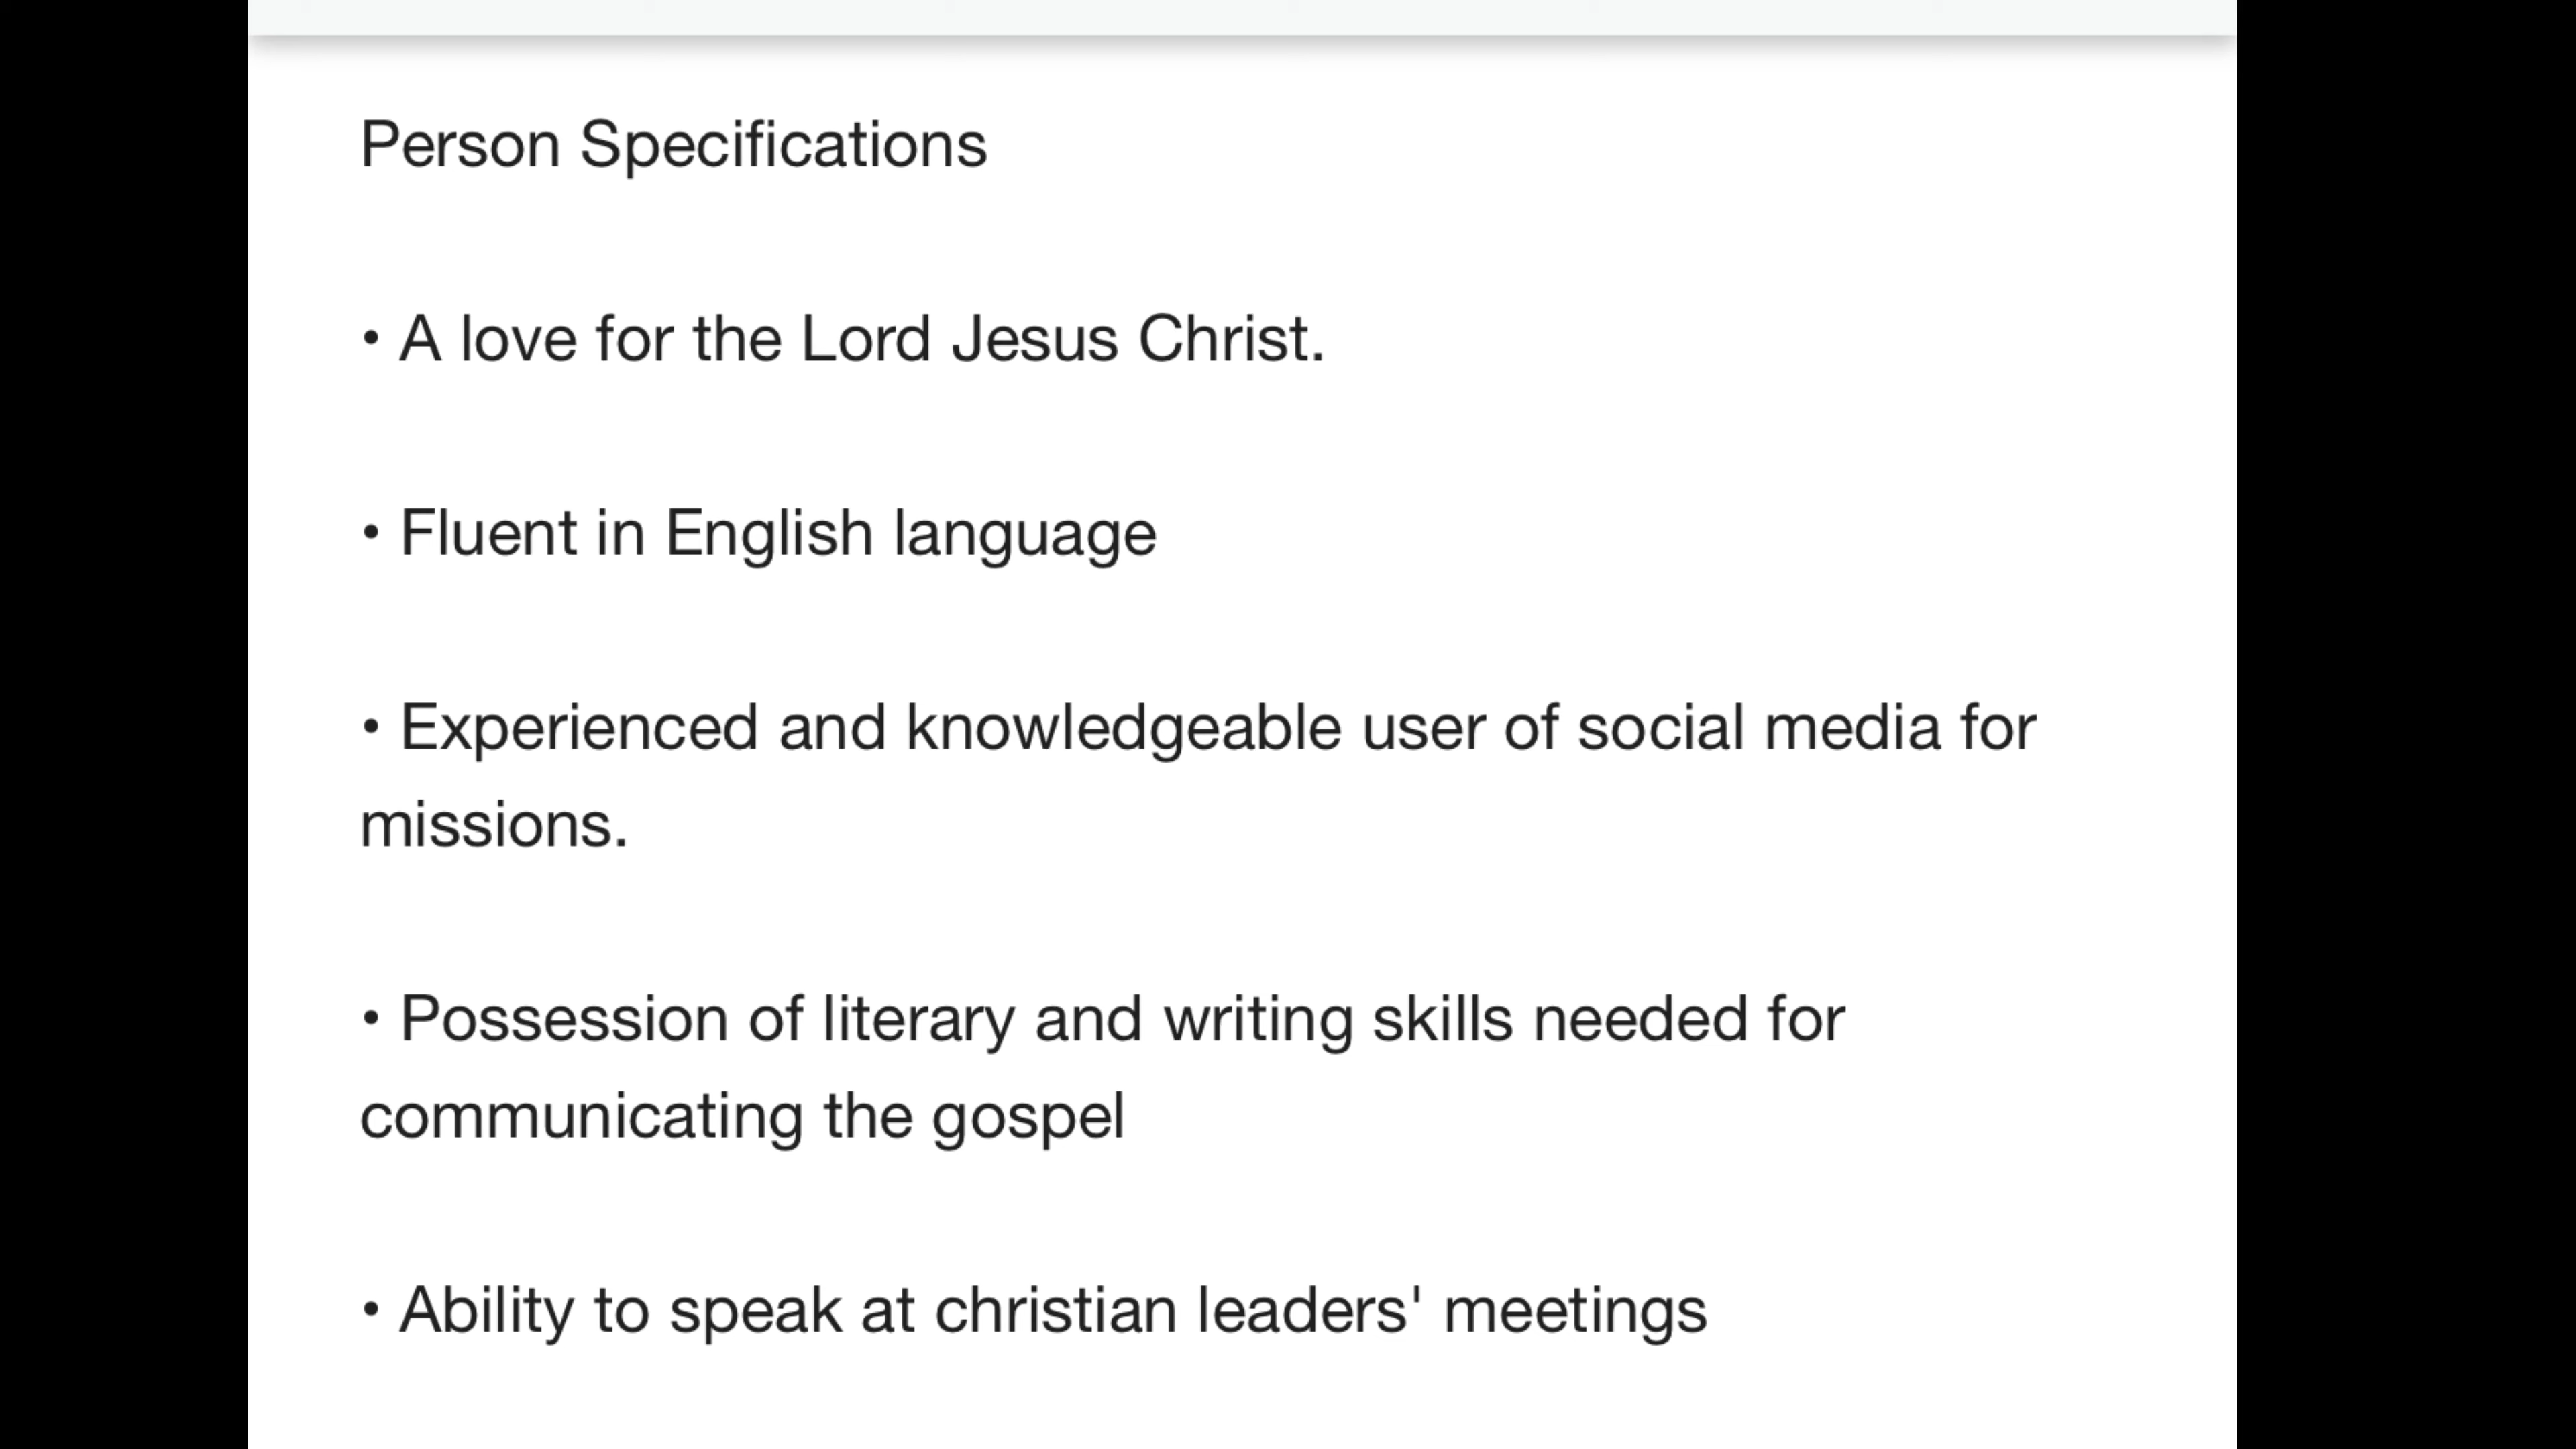 Person Specifications
• A love for the Lord Jesus Christ.
• Fluent in English language
• Experienced and knowledgeable user of social media for
missions.
• Possession of literary and writing skills needed for
communicating the gospel
• Ability to speak at christian leaders' meetings